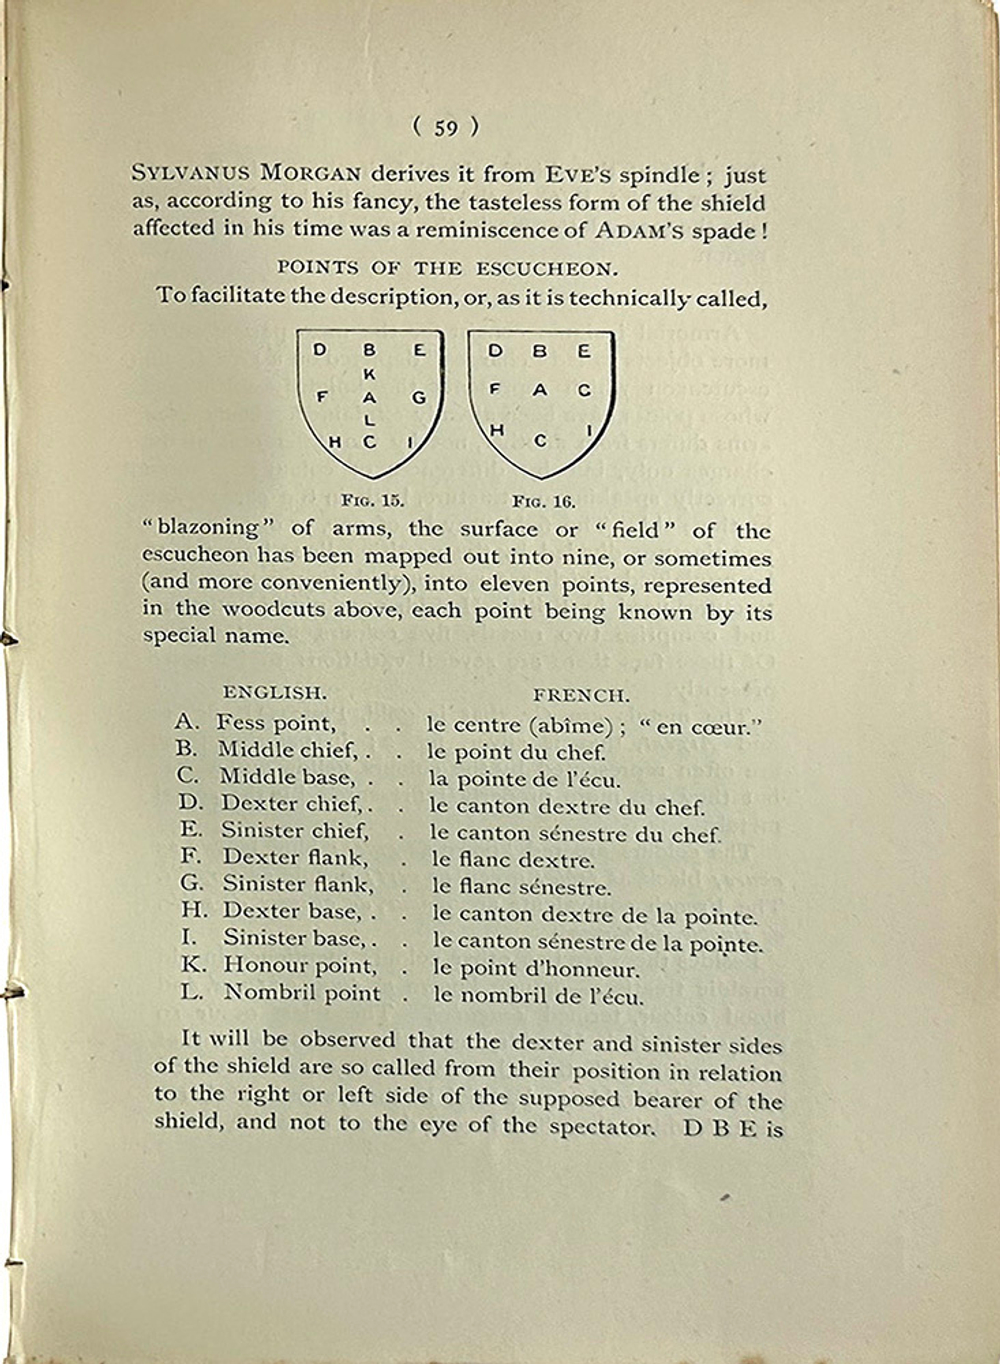 ( 59 )
SYLVANUS MORGAN derives it from EVE'S spindle ; just
as, according to his fancy, the tasteless form of the shield
affected in his time was a reminiscence of ADAM'S spade !
POINTS OF THE ESCUCHEON.
To facilitate the description, or, as it is technically called,
D B E
K
F A G
L
H C I
FIG. 15.
D B E
F A C
H C I
FIG. 16.
“blazoning” of arms, the surface or “field” of the
escucheon has been mapped out into nine, or sometimes
(and more conveniently), into eleven points, represented
in the woodcuts above, each point being known by its
special name.
ENGLISH. FRENCH.
A. Fess point, . . le centre (abîme) ; “en cœur.”
B. Middle chief, . . le point du chef.
C. Middle base, . . la pointe de l'écu.
D. Dexter chief, . . le canton dextre du chef.
E. Sinister chief, . le canton sénestre du chef.
F. Dexter flank, . le flanc dextre.
G. Sinister flank, . le flanc sénestre.
H. Dexter base, . . le canton dextre de la pointe.
I. Sinister base, . . le canton sénestre de la pointe.
K. Honour point, . le point d'honneur.
L. Nombril point . le nombril de l'écu.
It will be observed that the dexter and sinister sides
of the shield are so called from their position in relation
to the right or left side of the supposed bearer of the
shield, and not to the eye of the spectator. D B E is